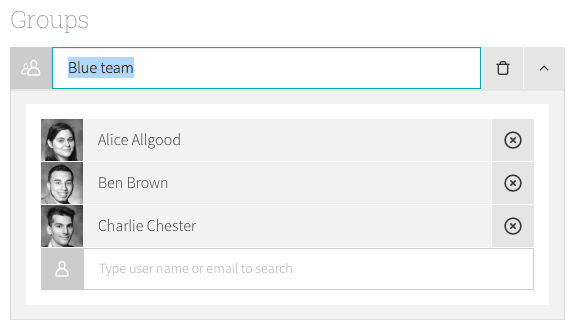 Groups
Blue team
Alice Allgood
Ben Brown
Charlie Chester
Type user name or email to search